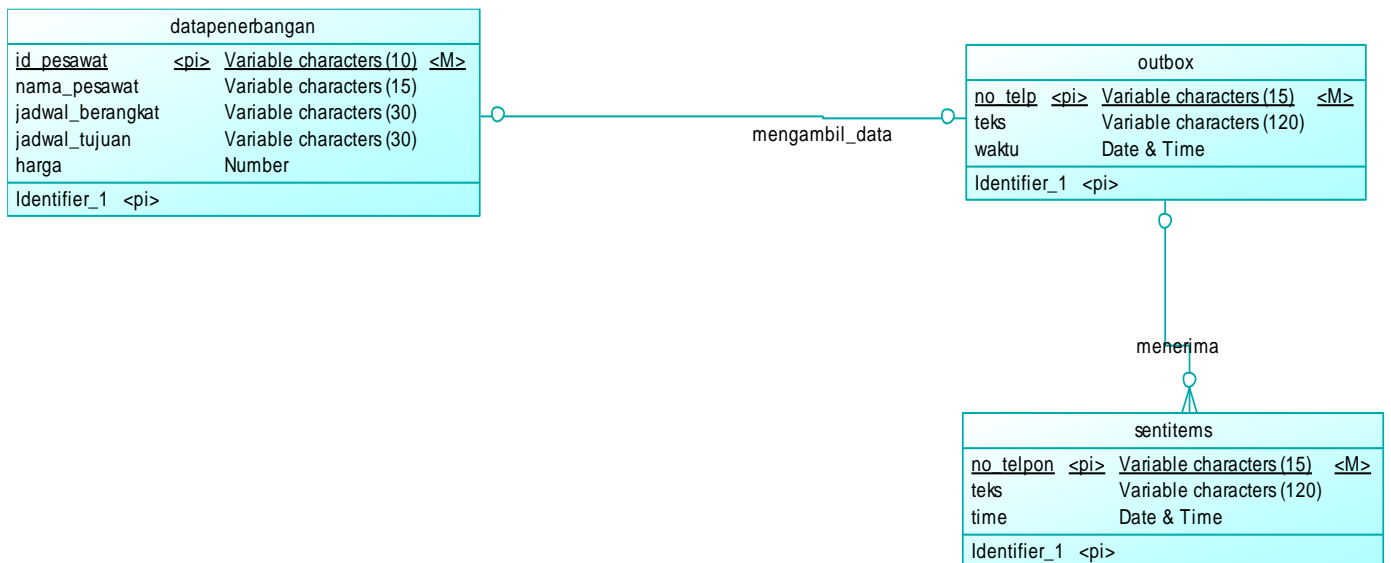 datapenerbangan
id_pesawat <pi> Variable characters (10) <M>
nama_pesawat Variable characters (15)
jadwal_berangkat Variable characters (30)
jadwal_tujuan Variable characters (30)
harga Number
Identifier_1 <pi>
mengambil_data
outbox
no_telp <pi> Variable characters (15) <M>
teks Variable characters (120)
waktu Date & Time
Identifier_1 <pi>
menerima
sentitems
no_telpon <pi> Variable characters (15) <M>
teks Variable characters (120)
time Date & Time
Identifier_1 <pi>